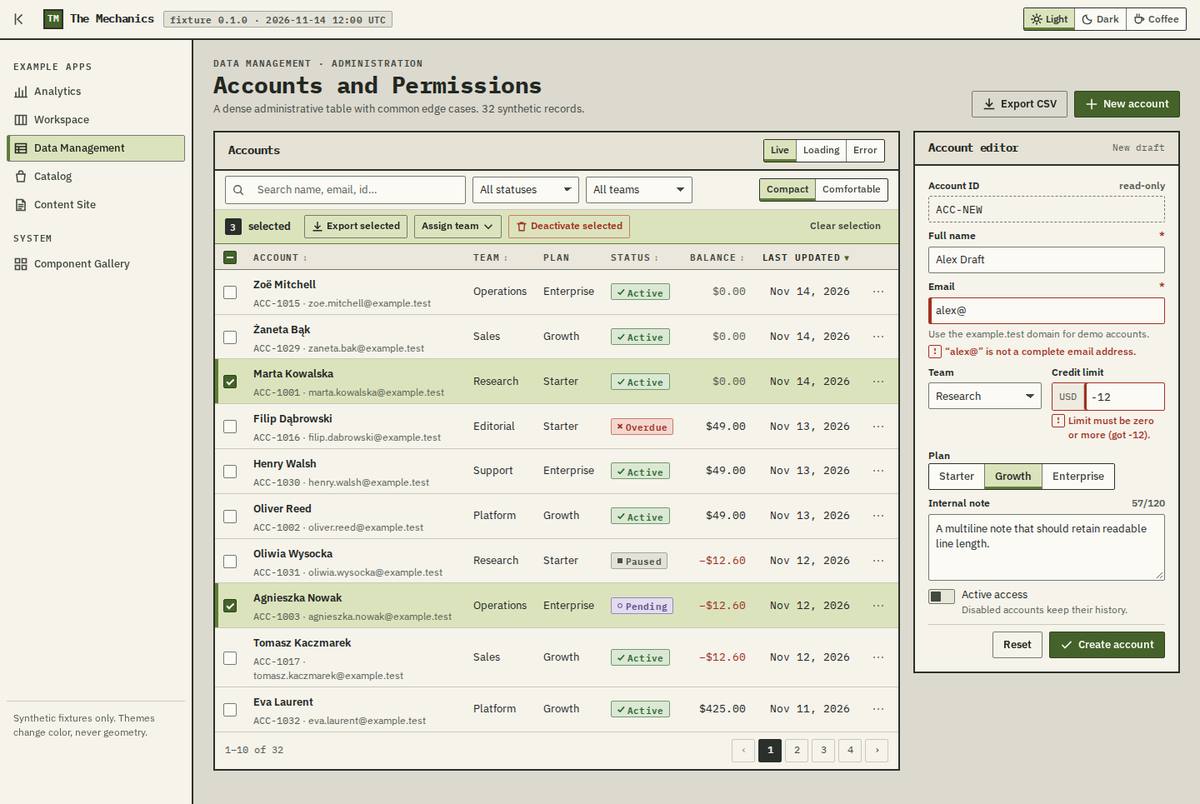 TM The Mechanics fixture 0.1.0 · 2026-11-14 12:00 UTC Light Dark Coffee
EXAMPLE APPS
Analytics
Workspace
Data Management
Catalog
Content Site
SYSTEM
Component Gallery
Synthetic fixtures only. Themes
change color, never geometry.
DATA MANAGEMENT · ADMINISTRATION
Accounts and Permissions
A dense administrative table with common edge cases. 32 synthetic records.
Export CSV New account
Accounts Live Loading Error
Search name, email, id… All statuses All teams Compact Comfortable
3 selected Export selected Assign team Deactivate selected Clear selection
ACCOUNT TEAM PLAN STATUS BALANCE LAST UPDATED
Zoë Mitchell
ACC-1015 · zoe.mitchell@example.test
Operations Enterprise Active $0.00 Nov 14, 2026 ···
Żaneta Bąk
ACC-1029 · zaneta.bak@example.test
Sales Growth Active $0.00 Nov 14, 2026 ···
Marta Kowalska
ACC-1001 · marta.kowalska@example.test
Research Starter Active $0.00 Nov 14, 2026 ···
Filip Dąbrowski
ACC-1016 · filip.dabrowski@example.test
Editorial Starter Overdue $49.00 Nov 13, 2026 ···
Henry Walsh
ACC-1030 · henry.walsh@example.test
Support Enterprise Active $49.00 Nov 13, 2026 ···
Oliver Reed
ACC-1002 · oliver.reed@example.test
Platform Growth Active $49.00 Nov 13, 2026 ···
Oliwia Wysocka
ACC-1031 · oliwia.wysocka@example.test
Research Starter Paused −$12.60 Nov 12, 2026 ···
Agnieszka Nowak
ACC-1003 · agnieszka.nowak@example.test
Operations Enterprise Pending −$12.60 Nov 12, 2026 ···
Tomasz Kaczmarek
ACC-1017 ·
tomasz.kaczmarek@example.test
Sales Growth Active −$12.60 Nov 12, 2026 ···
Eva Laurent
ACC-1032 · eva.laurent@example.test
Platform Growth Active $425.00 Nov 11, 2026 ···
1–10 of 32 ‹ 1 2 3 4 ›
Account editor New draft
Account ID read-only
ACC-NEW
Full name *
Alex Draft
Email *
alex@
Use the example.test domain for demo accounts.
! “alex@” is not a complete email address.
Team Credit limit
Research USD -12
! Limit must be zero
or more (got -12).
Plan
Starter Growth Enterprise
Internal note 57/120
A multiline note that should retain readable
line length.
Active access
Disabled accounts keep their history.
Reset Create account